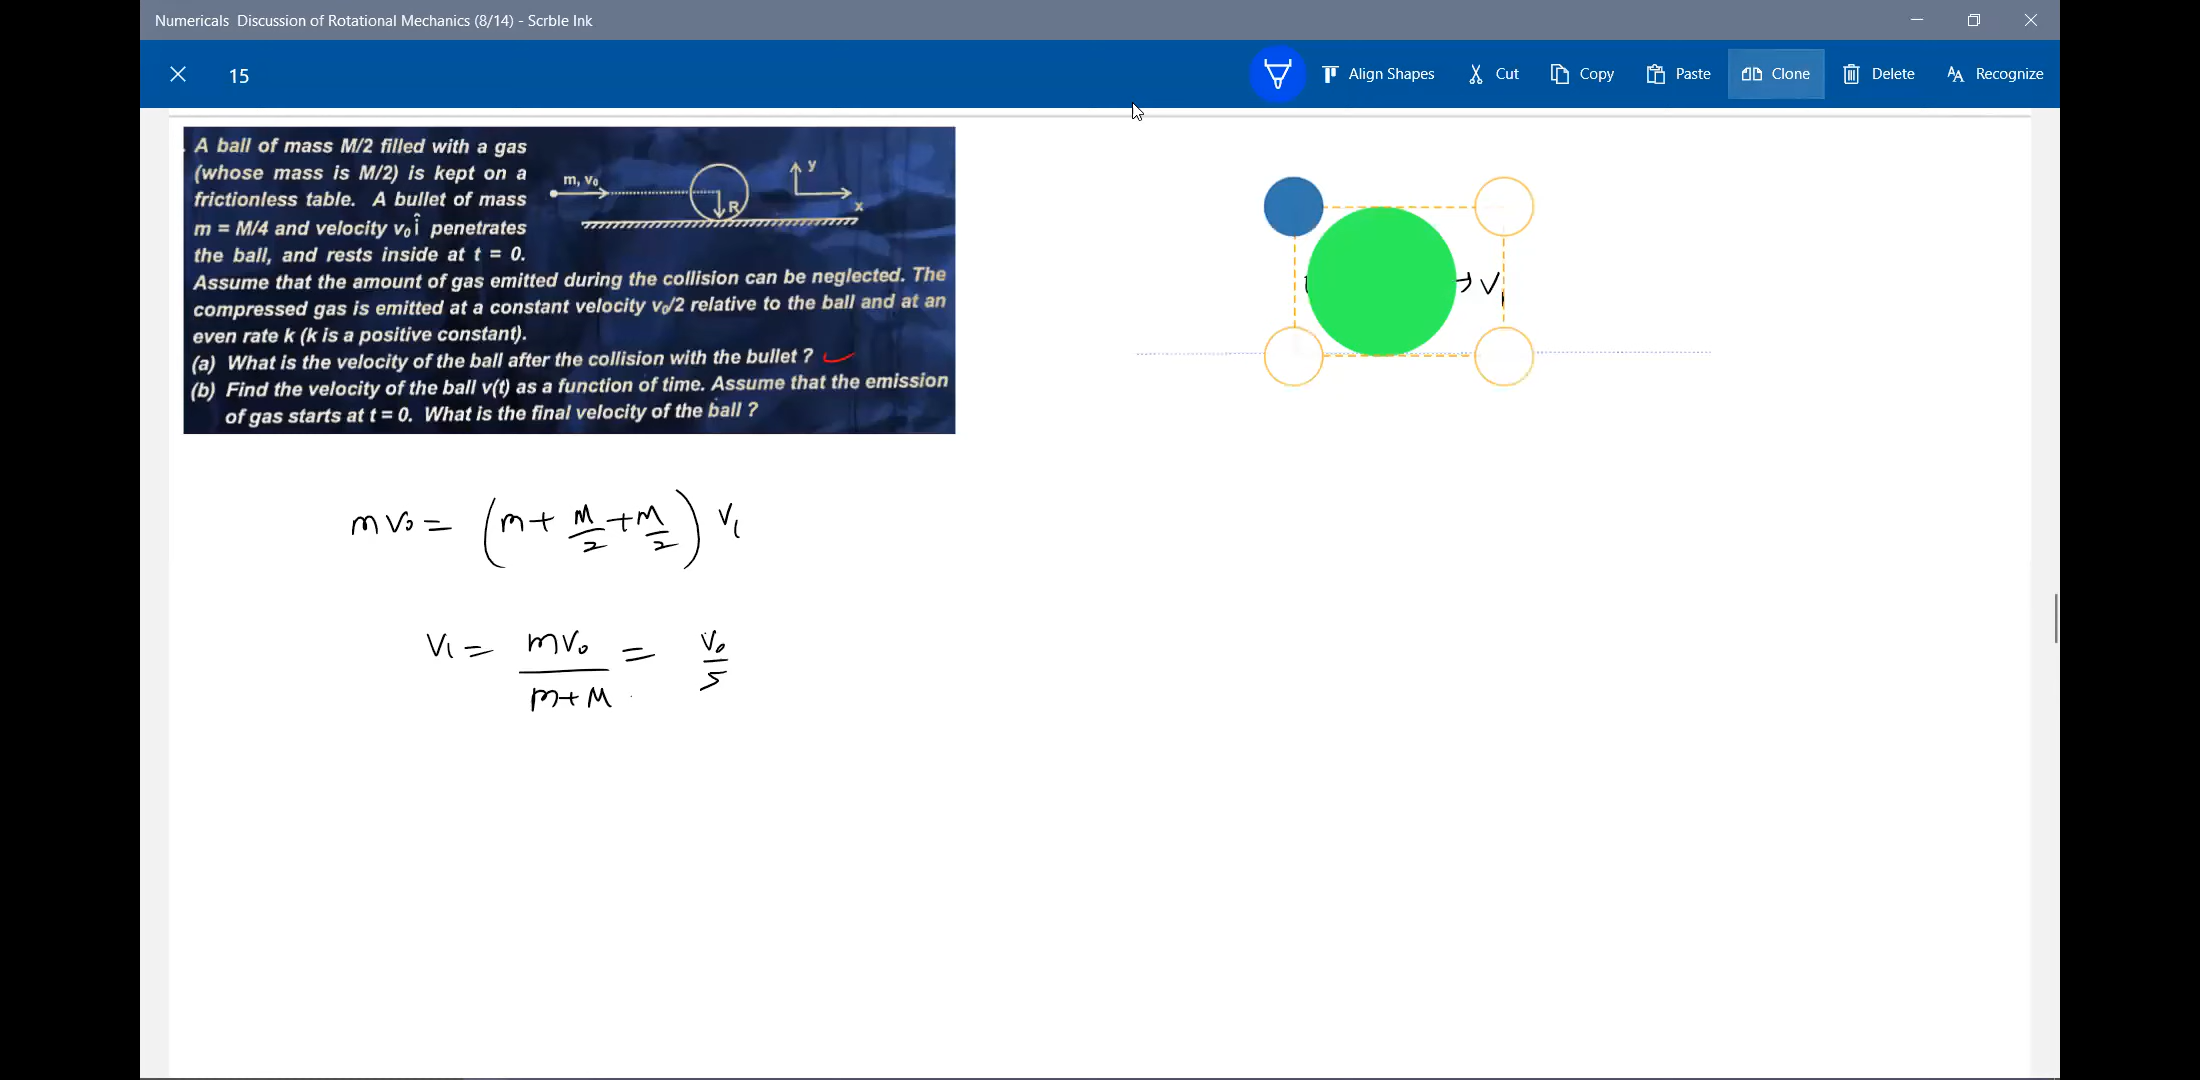 Numericals Discussion of Rotational Mechanics (8/14) - Scrble Ink
15
Align Shapes
Cut
Copy
Paste
Clone
Delete
Recognize
A ball of mass M/2 filled with a gas
(whose mass is M/2) is kept on a
frictionless table. A bullet of mass
m = M/4 and velocity v₀î penetrates
the ball, and rests inside at t = 0.
m, v₀
R
y
x
Assume that the amount of gas emitted during the collision can be neglected. The
compressed gas is emitted at a constant velocity v₀/2 relative to the ball and at an
even rate k (k is a positive constant).
(a) What is the velocity of the ball after the collision with the bullet ?
(b) Find the velocity of the ball v(t) as a function of time. Assume that the emission
of gas starts at t = 0. What is the final velocity of the ball ?
→ V₁
mv₀ = (m + M/2 + M/2) v₁
v₁ = mv₀/(m+M) = v₀/5